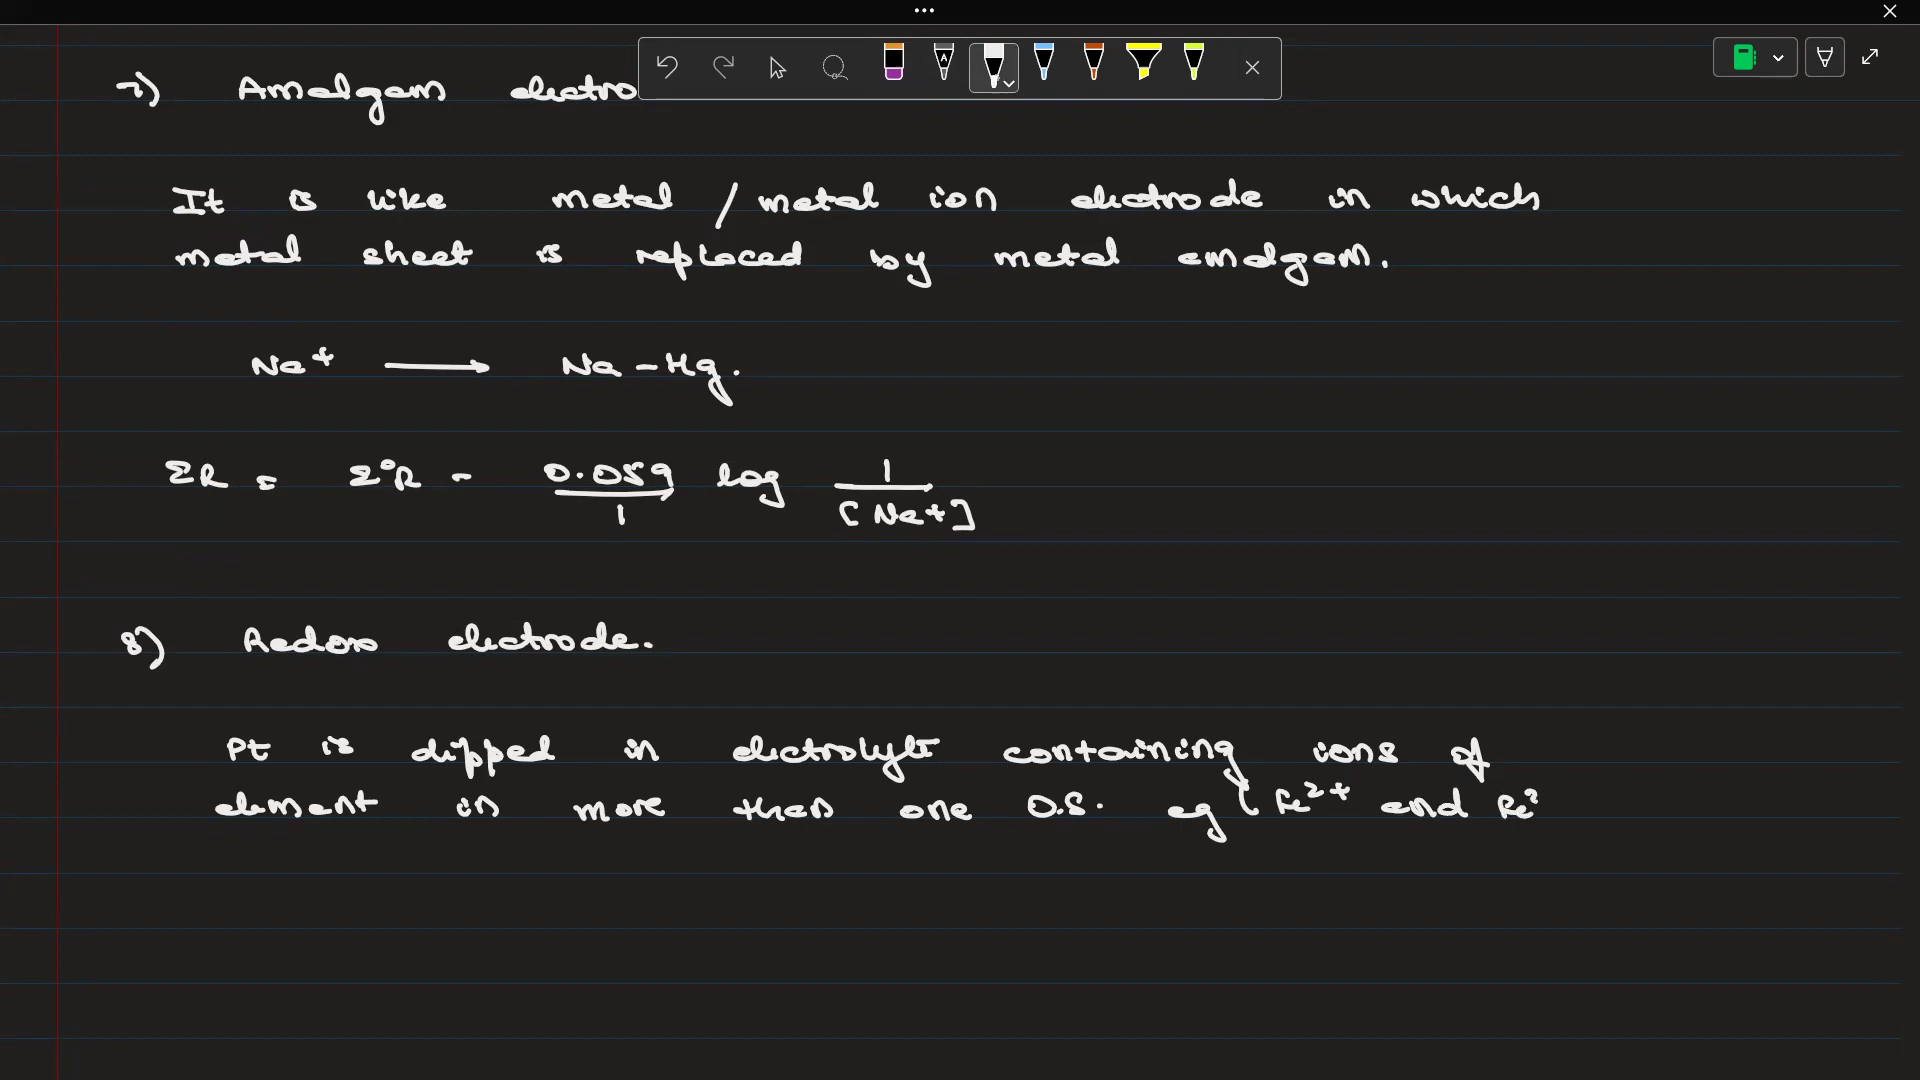 7) Amalgam electro
It is like metal / metal ion electrode in which
metal sheet is replaced by metal amalgam.
Na+ ⟶ Na-Hg.
ER = E°R - 0.059/1 log 1/[Na+]
8) Redox electrode.
Pt is dipped in electrolyte containing ions of
element in more than one O.S. eg ( Fe2+ and Fe3